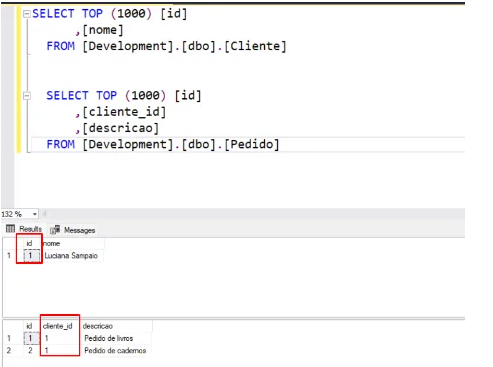 SELECT TOP (1000) [id]
,[nome]
FROM [Development].[dbo].[Cliente]
SELECT TOP (1000) [id]
,[cliente_id]
,[descricao]
FROM [Development].[dbo].[Pedido]
132 %
Results Messages
id nome
1 1 Luciana Sampaio
id cliente_id descricao
1 1 1 Pedido de livros
2 2 1 Pedido de cadernos